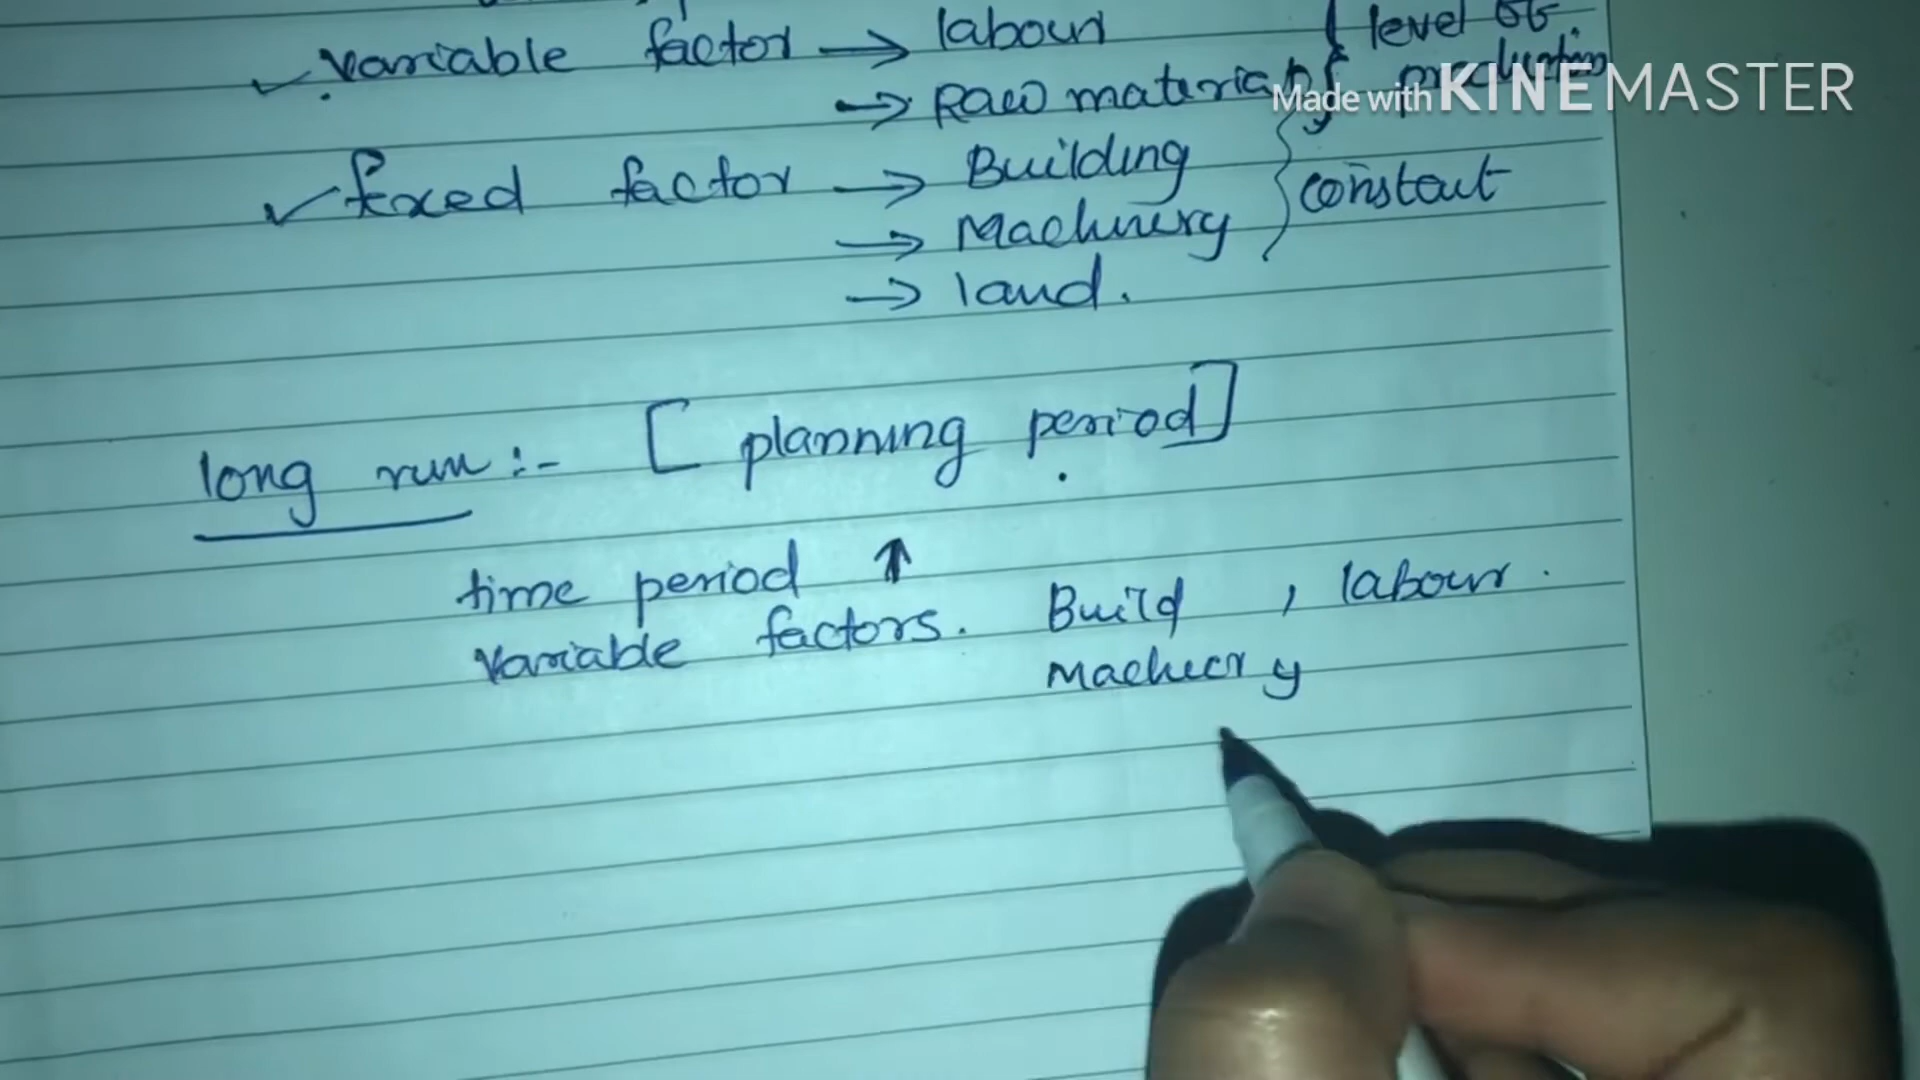 variable factor → labour } level of
→ Raw material } production
Made with KINEMASTER
✓ fixed factor → Building } constant
→ Machinery
→ land.
long run :- [ planning period ]
time period ↑
variable factors. Build , labour.
Machecry